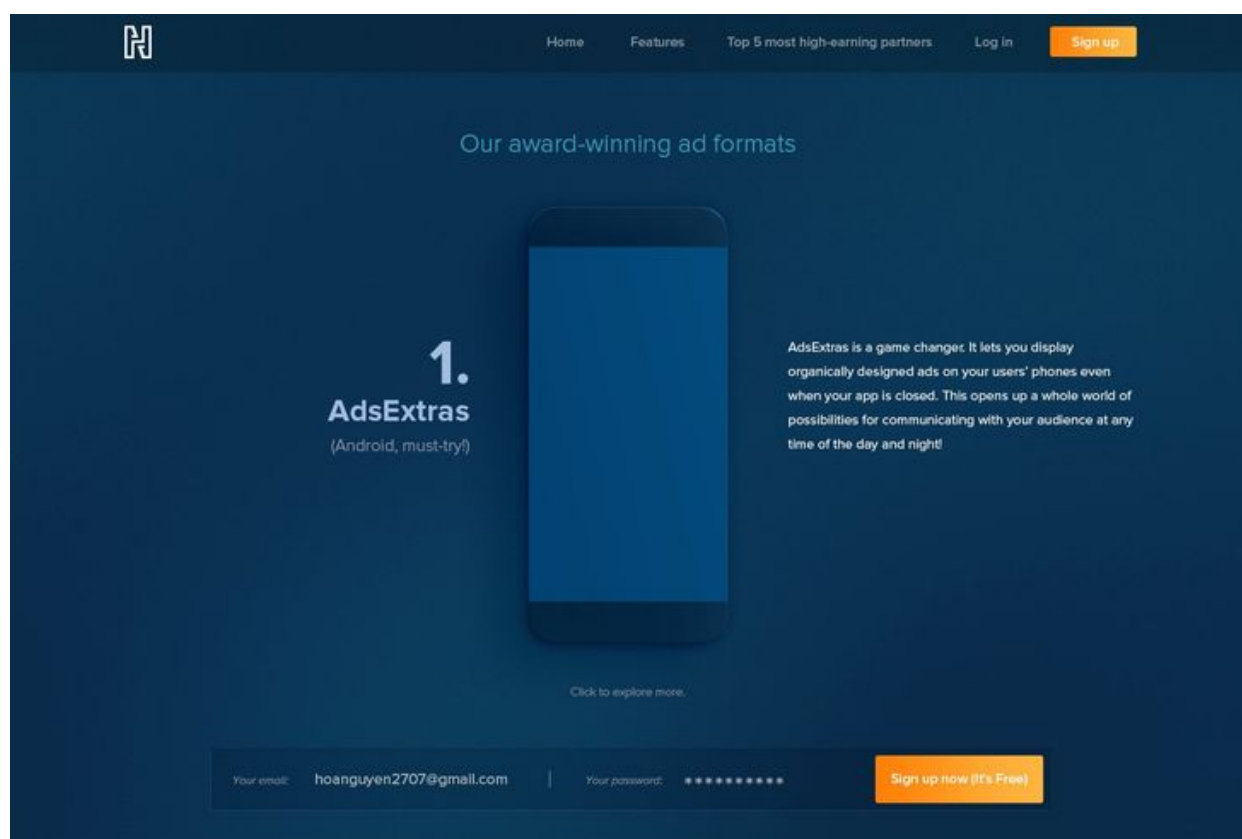 Home Features Top 5 most high-earning partners Log in Sign up
Our award-winning ad formats
1.
AdsExtras
(Android, must-try!)
AdsExtras is a game changer. It lets you display
organically designed ads on your users' phones even
when your app is closed. This opens up a whole world of
possibilities for communicating with your audience at any
time of the day and night!
Click to explore more.
Your email: hoanguyen2707@gmail.com | Your password: ●●●●●●●●●● Sign up now (It's Free)